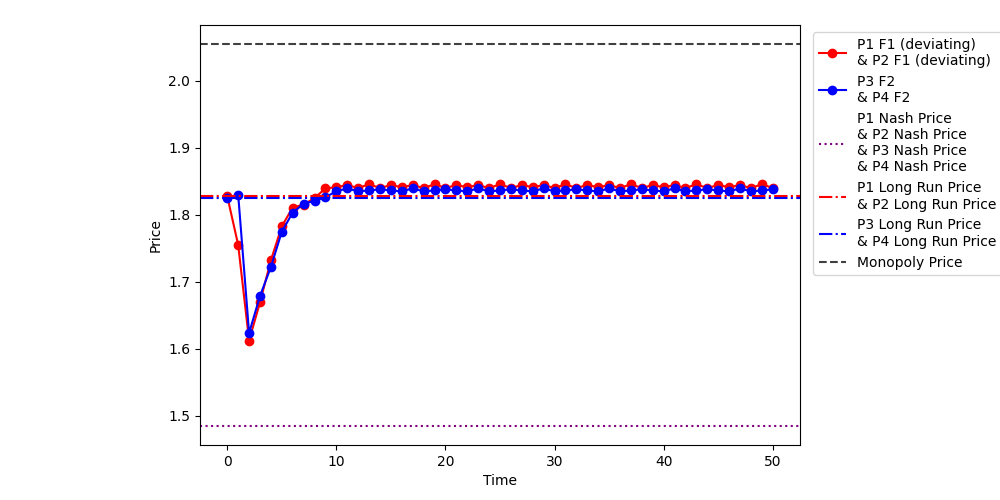 2.0
1.9
1.8
1.7
1.6
1.5
Price
0
10
20
30
40
50
Time
P1 F1 (deviating)
& P2 F1 (deviating)
P3 F2
& P4 F2
P1 Nash Price
& P2 Nash Price
& P3 Nash Price
& P4 Nash Price
P1 Long Run Price
& P2 Long Run Price
P3 Long Run Price
& P4 Long Run Price
Monopoly Price